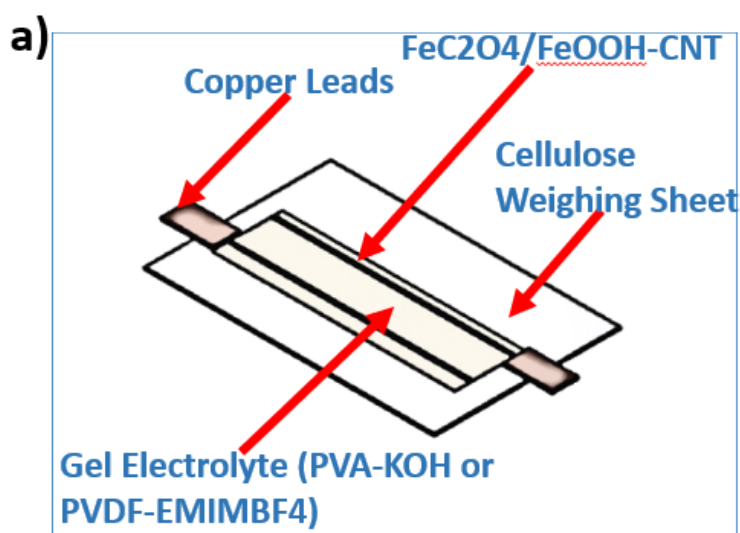 a)
FeC2O4/FeOOH-CNT
Copper Leads
Cellulose
Weighing Sheet
Gel Electrolyte (PVA-KOH or
PVDF-EMIMBF4)